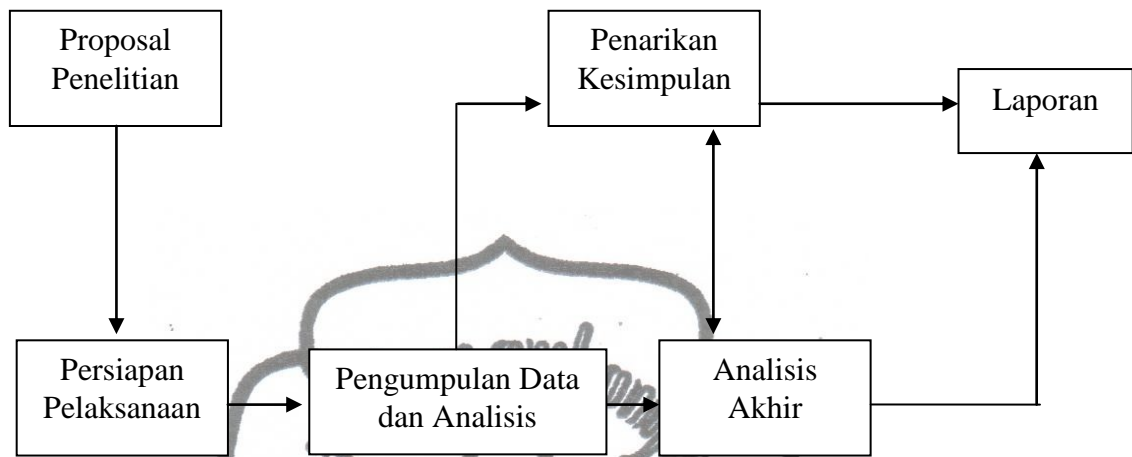 Proposal
Penelitian
Penarikan
Kesimpulan
Laporan
Persiapan
Pelaksanaan
Pengumpulan Data
dan Analisis
Analisis
Akhir